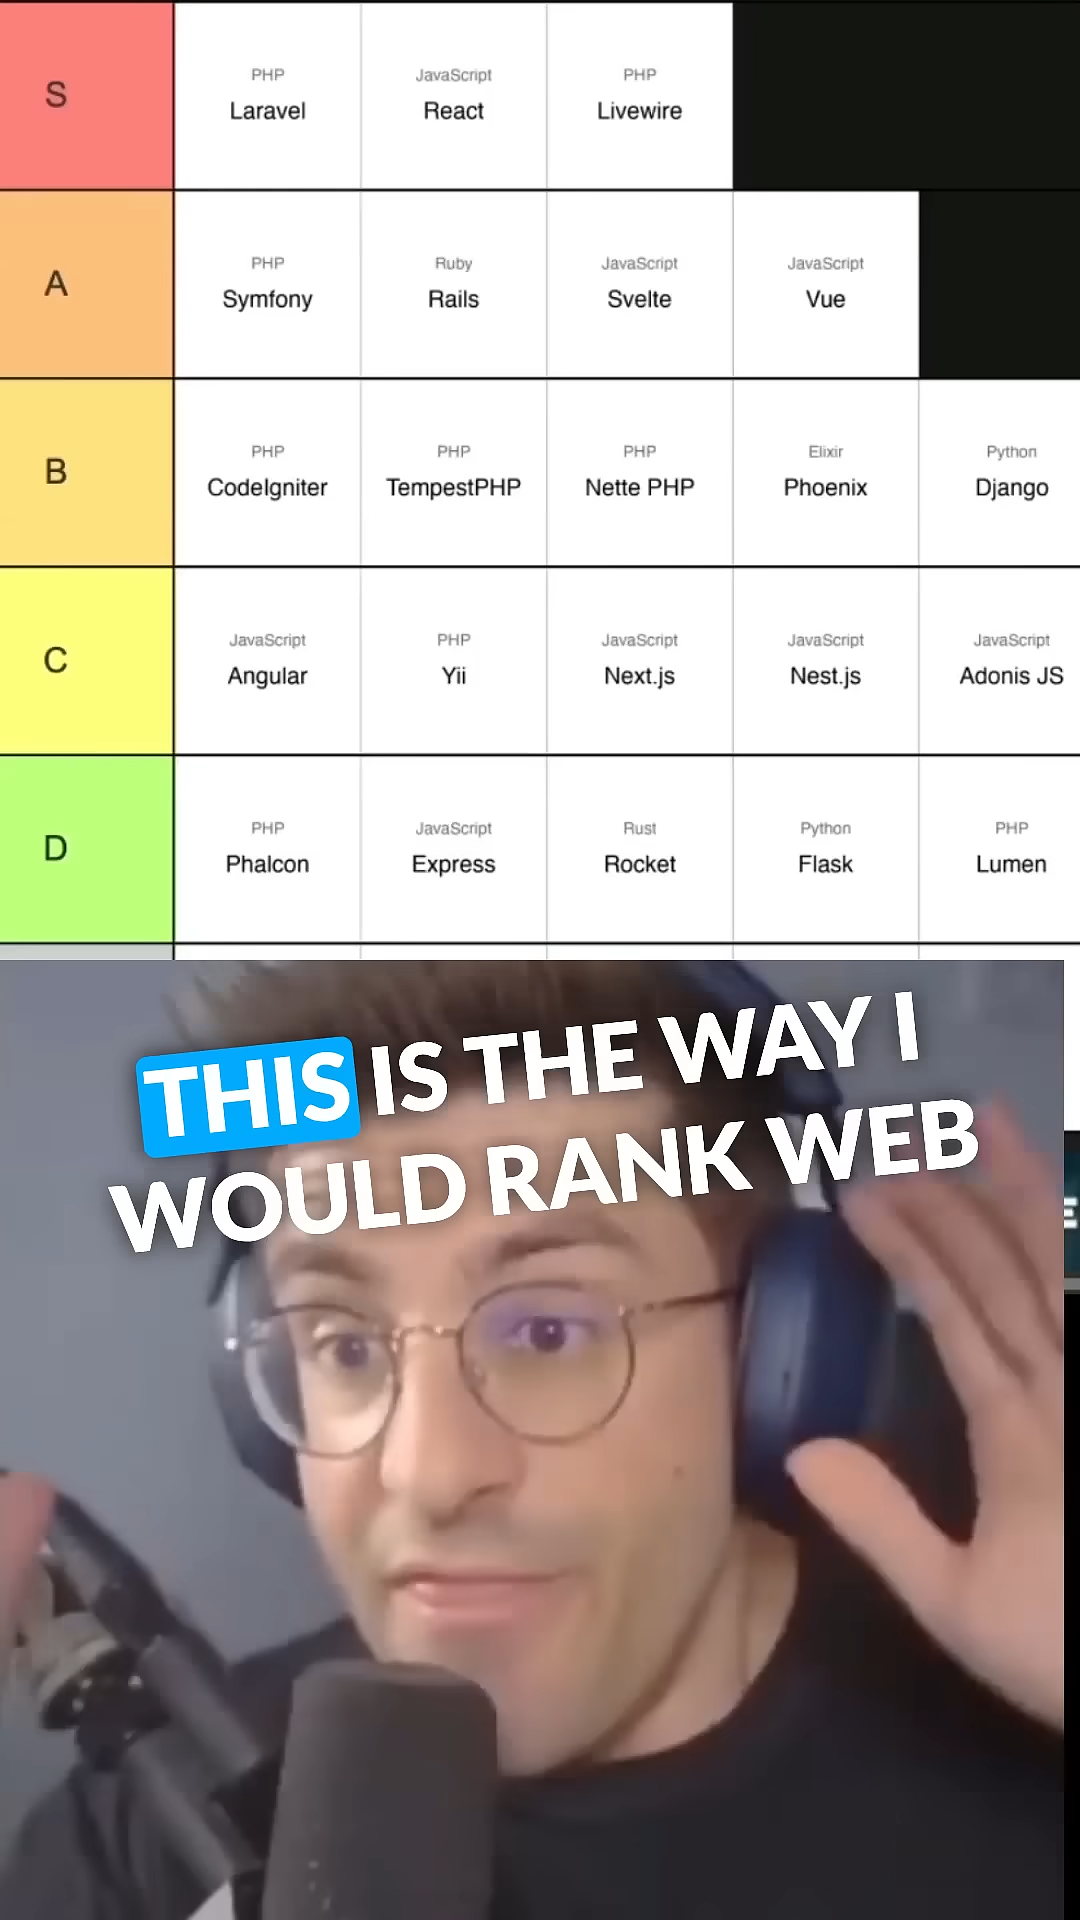 S
PHP
Laravel
JavaScript
React
PHP
Livewire
A
PHP
Symfony
Ruby
Rails
JavaScript
Svelte
JavaScript
Vue
B
PHP
CodeIgniter
PHP
TempestPHP
PHP
Nette PHP
Elixir
Phoenix
Python
Django
C
JavaScript
Angular
PHP
Yii
JavaScript
Next.js
JavaScript
Nest.js
JavaScript
Adonis JS
D
PHP
Phalcon
JavaScript
Express
Rust
Rocket
Python
Flask
PHP
Lumen
THIS IS THE WAY I
WOULD RANK WEB
E